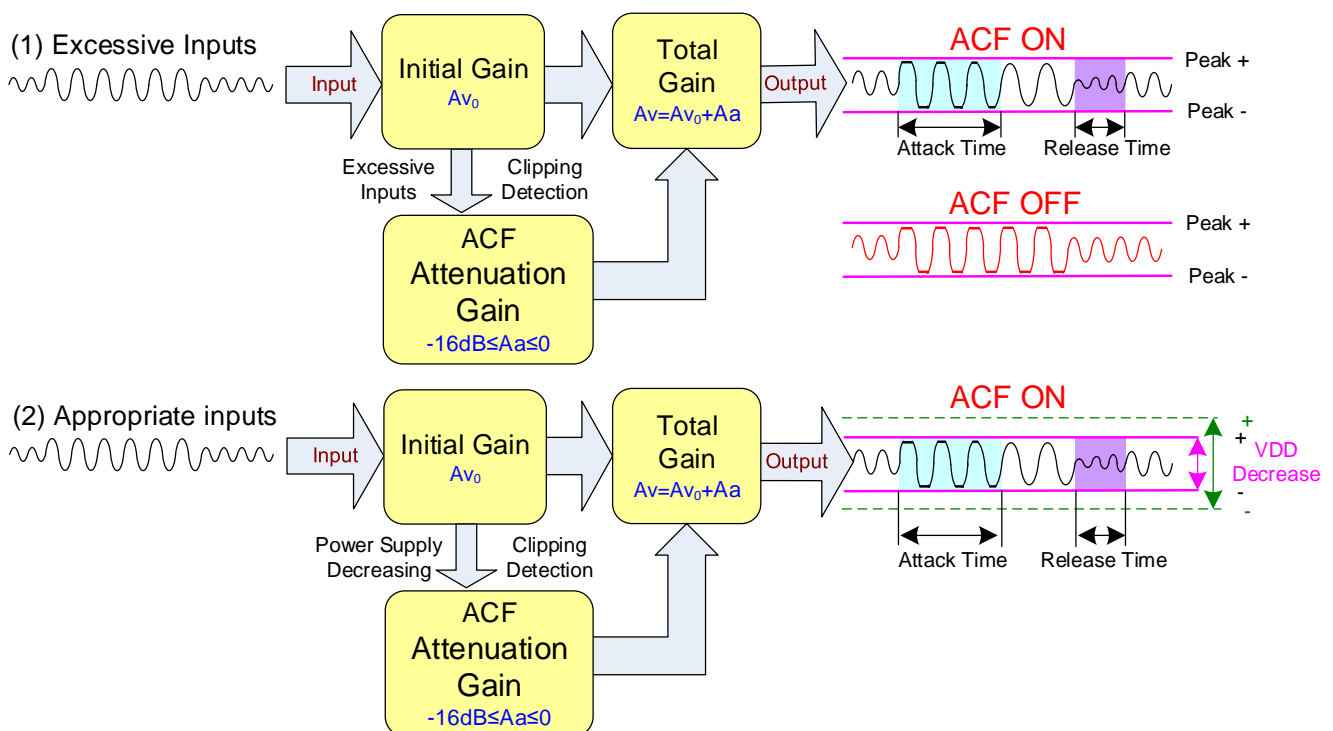 (1) Excessive Inputs
Input
Initial Gain
Av₀
Total
Gain
Av=Av₀+Aa
Output
ACF ON
Peak +
Peak -
Attack Time
Release Time
Excessive
Inputs
Clipping
Detection
ACF
Attenuation
Gain
-16dB≤Aa≤0
ACF OFF
Peak +
Peak -
(2) Appropriate inputs
Input
Initial Gain
Av₀
Total
Gain
Av=Av₀+Aa
Output
ACF ON
+
+
VDD
Decrease
-
-
Attack Time
Release Time
Power Supply
Decreasing
Clipping
Detection
ACF
Attenuation
Gain
-16dB≤Aa≤0